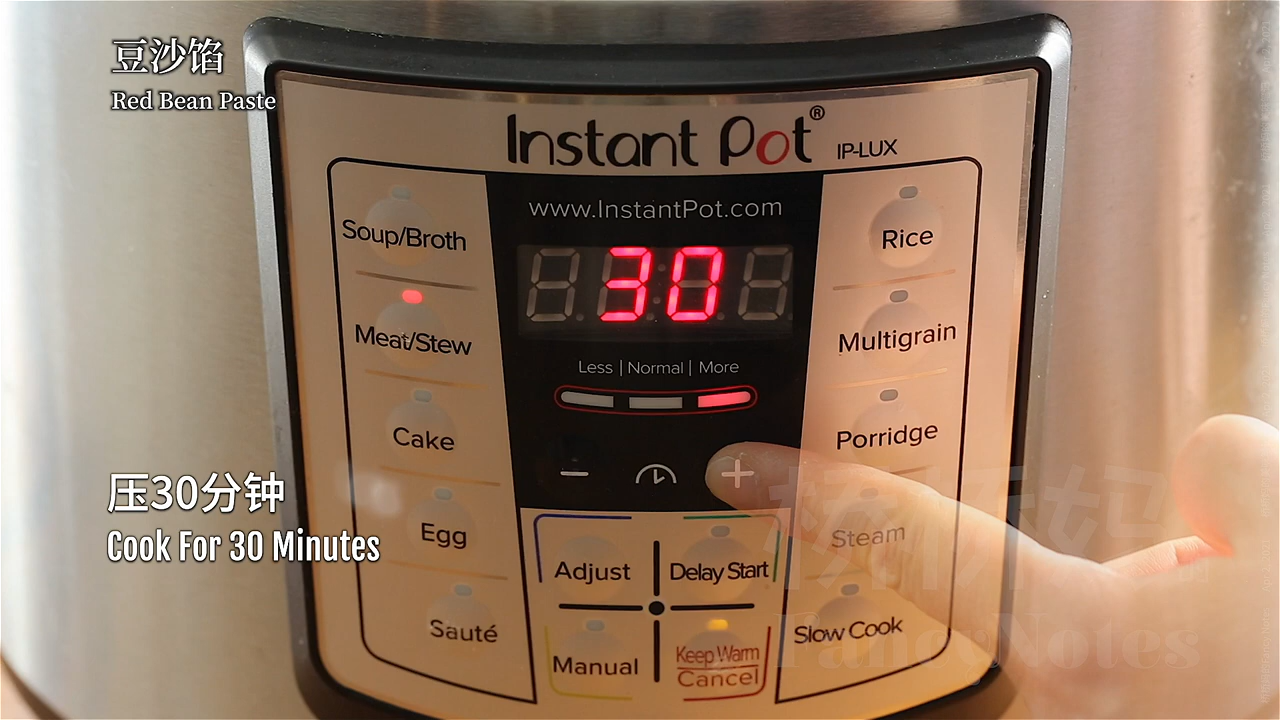 豆沙馅
Red Bean Paste
Instant Pot® IP-LUX
www.InstantPot.com
30
Less | Normal | More
Soup/Broth
Meat/Stew
Cake
Egg
Sauté
Rice
Multigrain
Porridge
Steam
Slow Cook
− +
Adjust
Delay Start
Manual
Keep Warm
Cancel
压30分钟
Cook For 30 Minutes